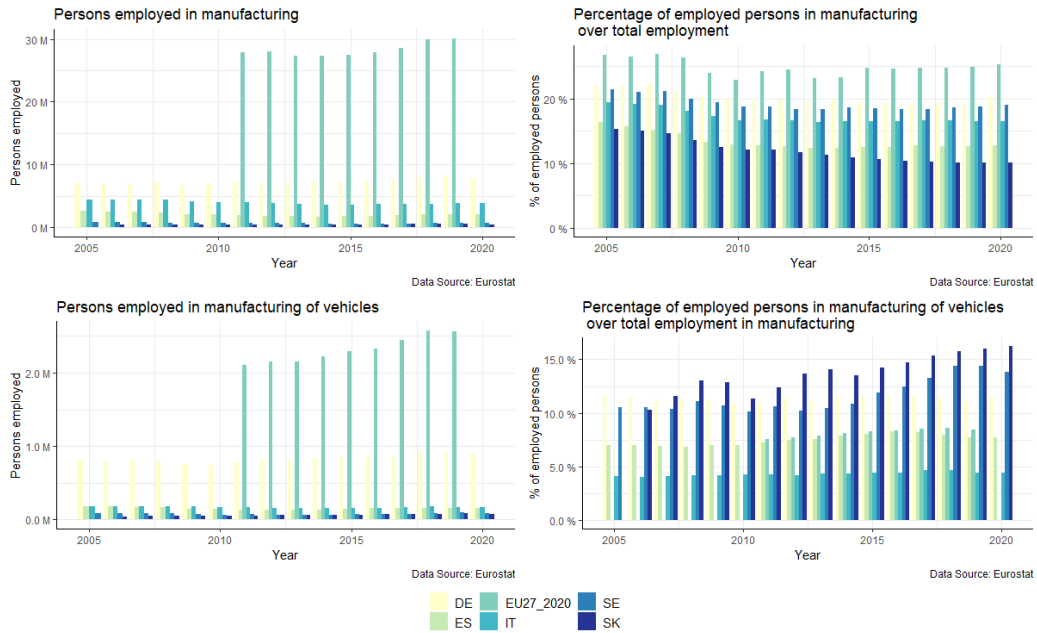 Persons employed in manufacturing
30 M
20 M
10 M
0 M
Persons employed
2005
2010
2015
2020
Year
Data Source: Eurostat
Percentage of employed persons in manufacturing
over total employment
20 %
10 %
0 %
% of employed persons
2005
2010
2015
2020
Year
Data Source: Eurostat
Persons employed in manufacturing of vehicles
2.0 M
1.0 M
0.0 M
Persons employed
2005
2010
2015
2020
Year
Data Source: Eurostat
Percentage of employed persons in manufacturing of vehicles
over total employment in manufacturing
15.0 %
10.0 %
5.0 %
0.0 %
% of employed persons
2005
2010
2015
2020
Year
Data Source: Eurostat
DE EU27_2020 SE
ES IT SK